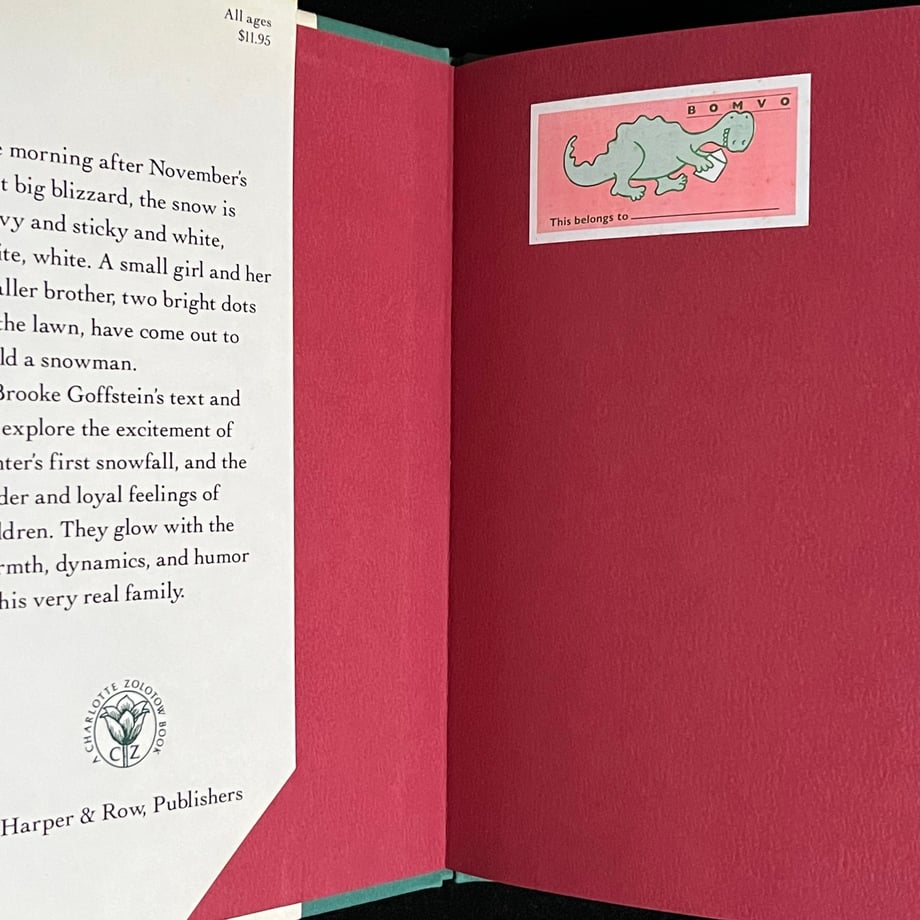 All ages
$11.95
morning after November's
big blizzard, the snow is
and sticky and white,
white. A small girl and her
brother, two bright dots
the lawn, have come out to
a snowman.
Brooke Goffstein's text and
explore the excitement of
first snowfall, and the
and loyal feelings of
They glow with the
dynamics, and humor
very real family.
A CHARLOTTE ZOLOTOW BOOK
CZ
Harper & Row, Publishers
BOMVO
This belongs to